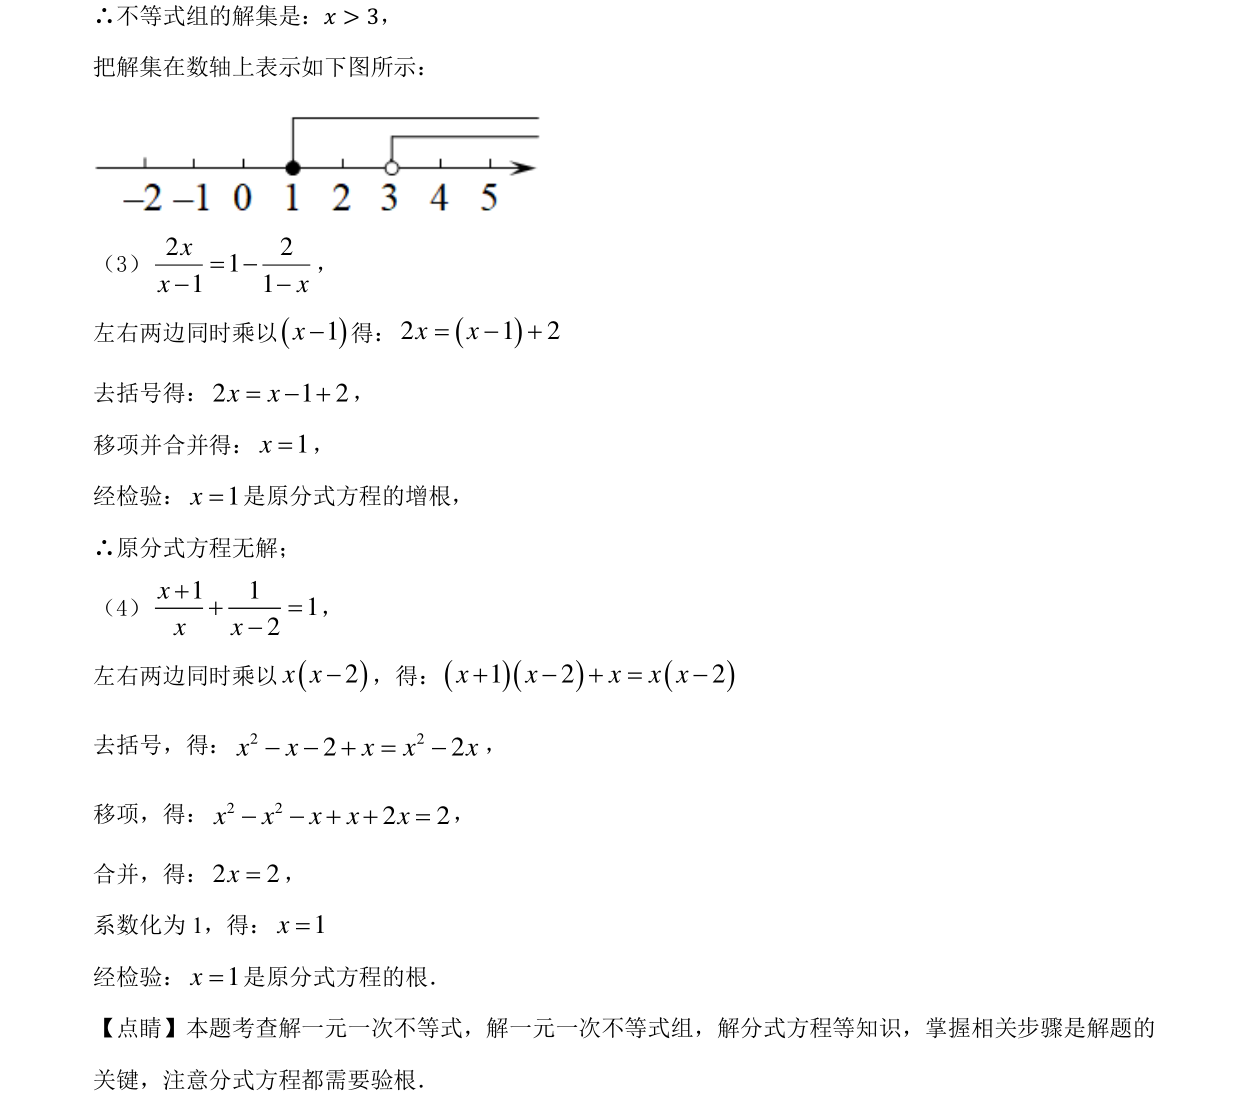 ∴不等式组的解集是：x > 3，
把解集在数轴上表示如下图所示：
–2 –1 0 1 2 3 4 5
（3）2x/(x−1)=1−2/(1−x)，
左右两边同时乘以(x−1)得：2x=(x−1)+2
去括号得：2x=x−1+2，
移项并合并得：x=1，
经检验：x=1是原分式方程的增根，
∴原分式方程无解；
（4）(x+1)/x+1/(x−2)=1，
左右两边同时乘以x(x−2)，得：(x+1)(x−2)+x=x(x−2)
去括号，得：x²−x−2+x=x²−2x，
移项，得：x²−x²−x+x+2x=2，
合并，得：2x=2，
系数化为 1，得：x=1
经检验：x=1是原分式方程的根．
【点睛】本题考查解一元一次不等式，解一元一次不等式组，解分式方程等知识，掌握相关步骤是解题的
关键，注意分式方程都需要验根．